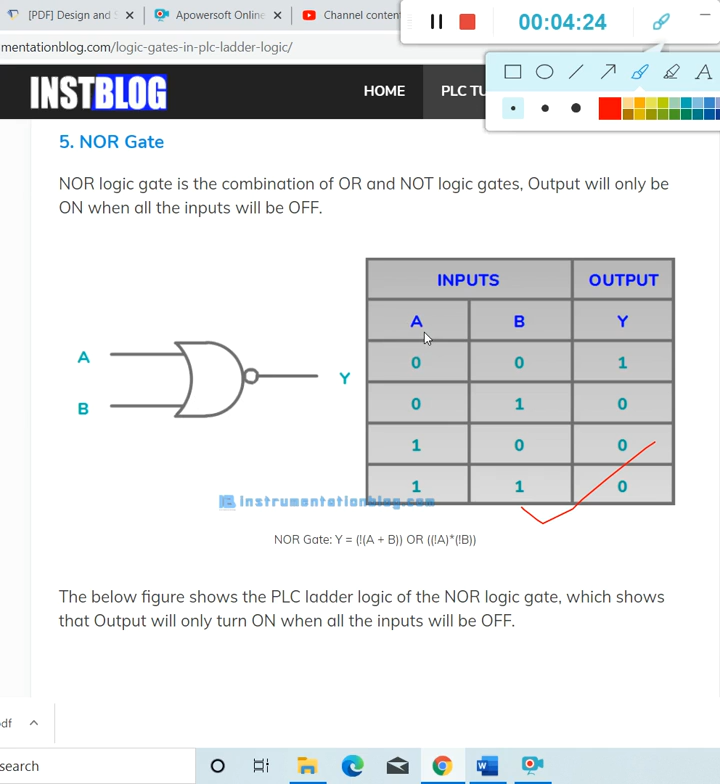 [PDF] Design and S
Apowersoft Online
Channel content
00:04:24
mentationblog.com/logic-gates-in-plc-ladder-logic/
INSTBLOG
HOME
PLC TU
A
5. NOR Gate
NOR logic gate is the combination of OR and NOT logic gates, Output will only be
ON when all the inputs will be OFF.
INPUTS OUTPUT
A B Y
0 0 1
0 1 0
1 0 0
1 1 0
A
B
Y
instrumentationblog.com
NOR Gate: Y = (!(A + B)) OR ((!A)*(!B))
The below figure shows the PLC ladder logic of the NOR logic gate, which shows
that Output will only turn ON when all the inputs will be OFF.
df
search
W